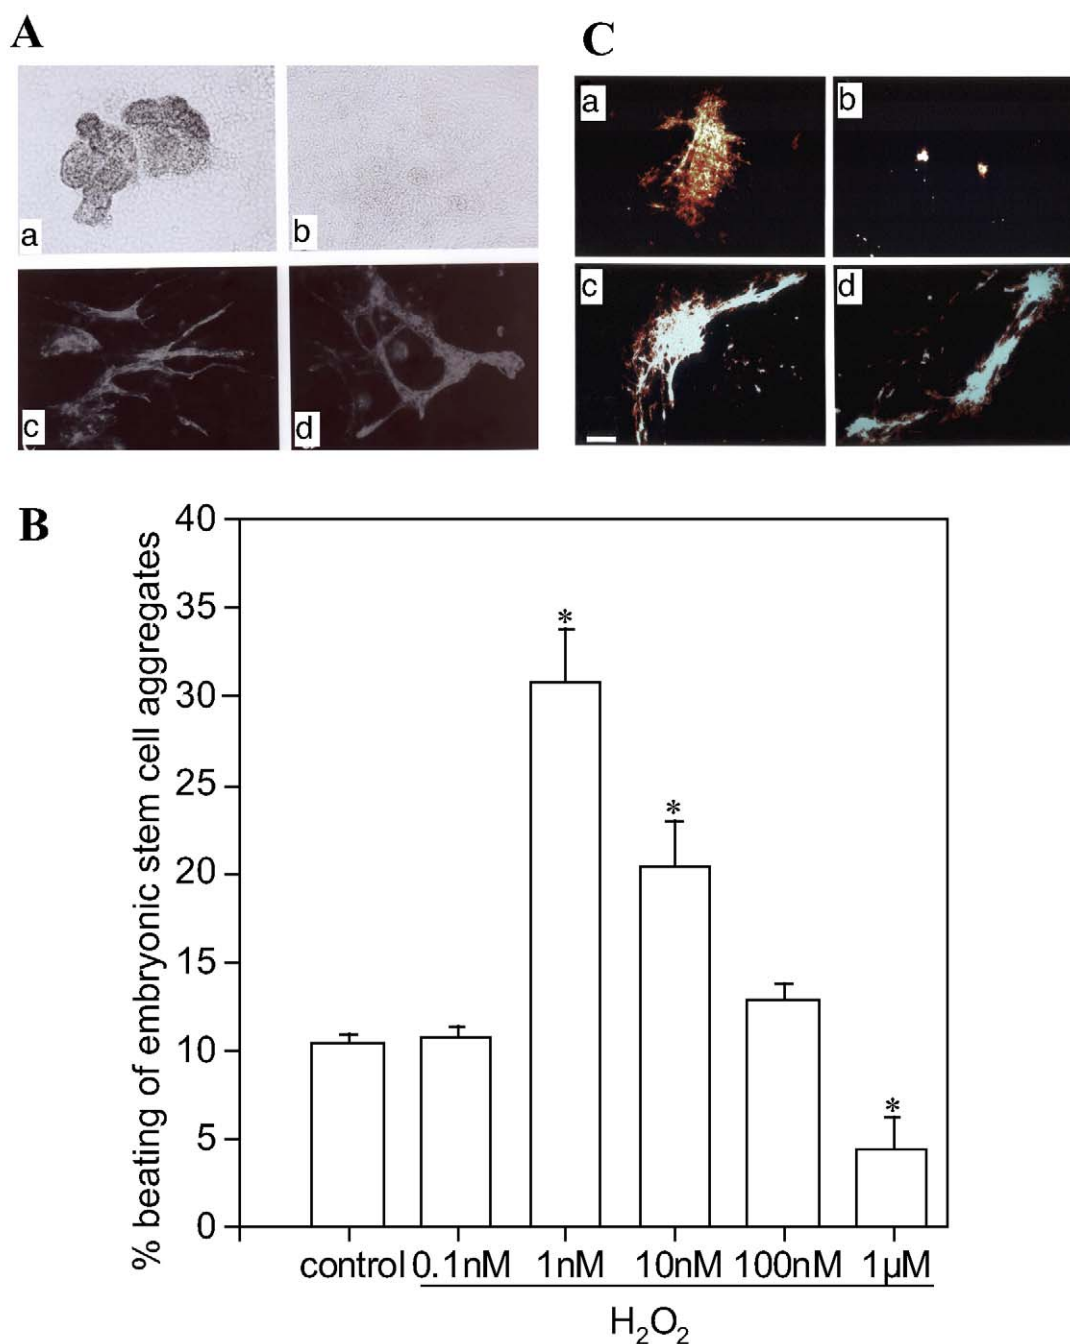 A
a
b
c
d
C
a
b
c
d
B
% beating of embryonic stem cell aggregates
40
35
30
25
20
15
10
5
0
*
*
*
control 0.1nM 1nM 10nM 100nM 1µM
H₂O₂